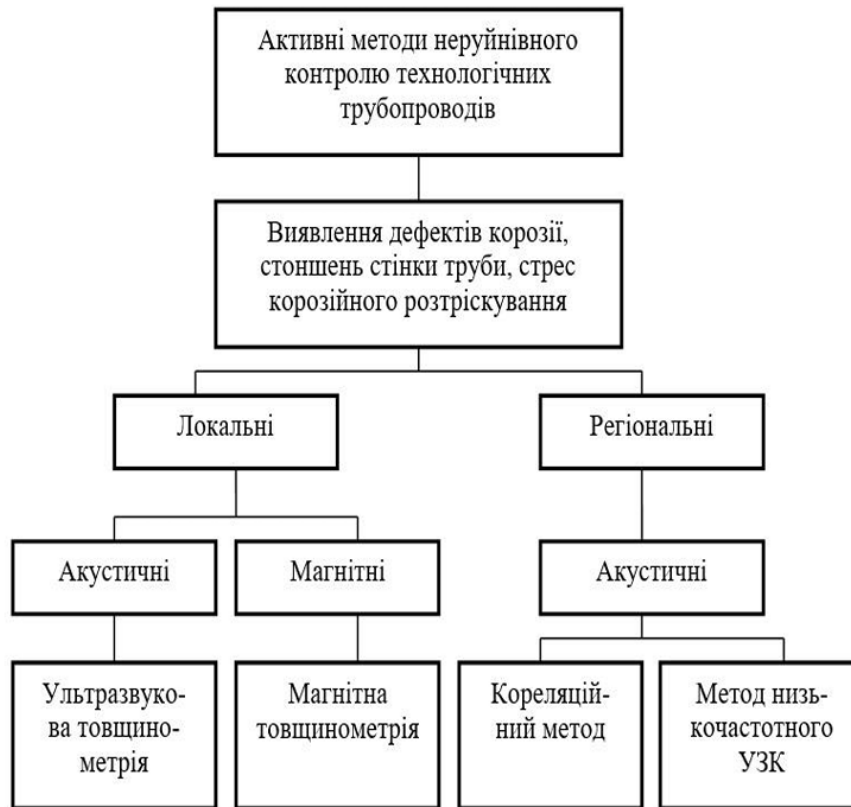 Активні методи неруйнівного
контролю технологічних
трубопроводів
Виявлення дефектів корозії,
стоншень стінки труби, стрес
корозійного розтріскування
Локальні
Регіональні
Акустичні
Магнітні
Акустичні
Ультразвуко-
ва товщино-
метрія
Магнітна
товщинометрія
Кореляцій-
ний метод
Метод низь-
кочастотного
УЗК